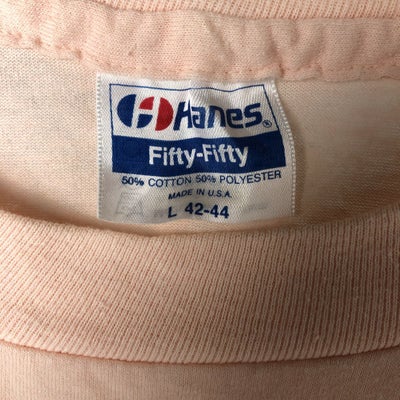 Hanes®
Fifty-Fifty
50% COTTON 50% POLYESTER
MADE IN U.S.A.
L 42-44